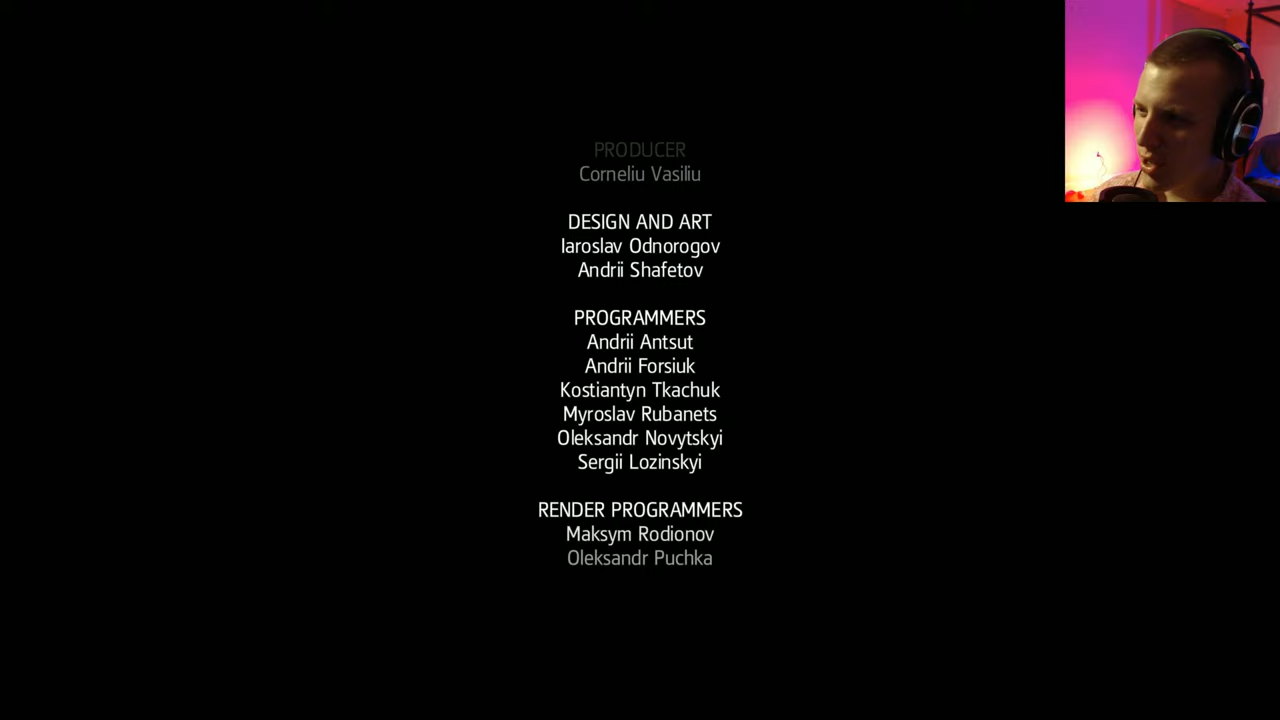 PRODUCER
Corneliu Vasiliu
DESIGN AND ART
Iaroslav Odnorogov
Andrii Shafetov
PROGRAMMERS
Andrii Antsut
Andrii Forsiuk
Kostiantyn Tkachuk
Myroslav Rubanets
Oleksandr Novytskyi
Sergii Lozinskyi
RENDER PROGRAMMERS
Maksym Rodionov
Oleksandr Puchka